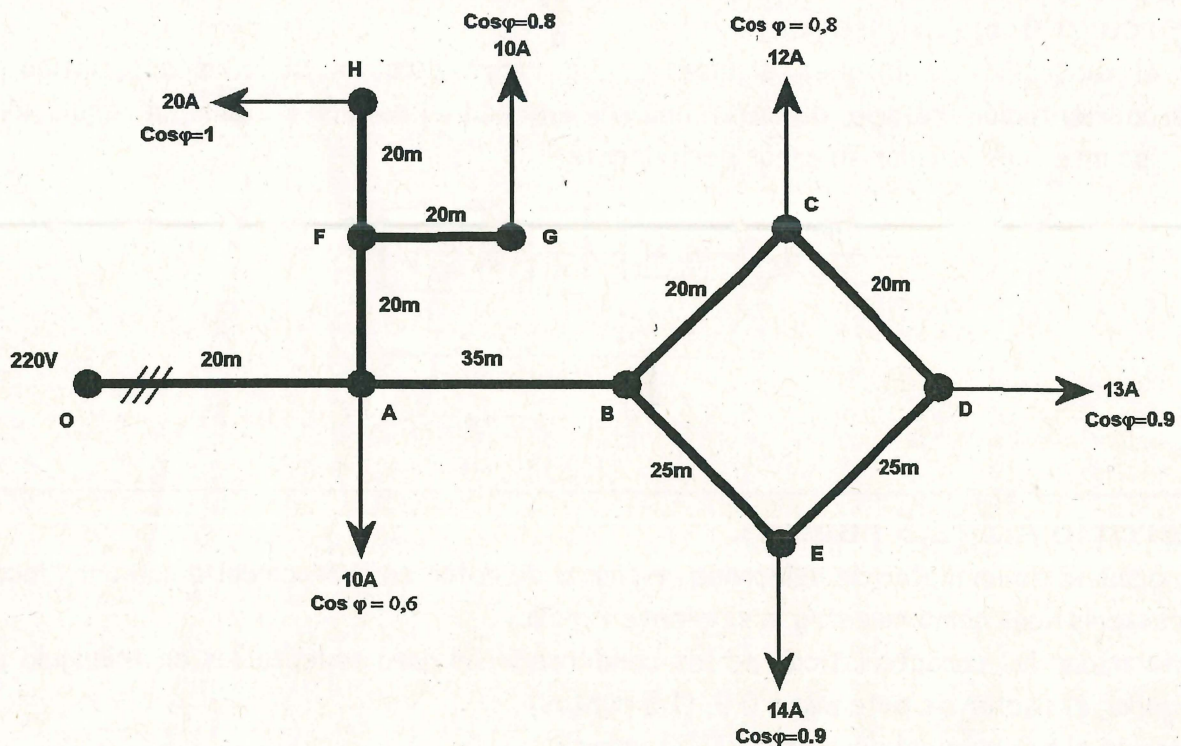 Cosφ=0.8
10A
Cos φ = 0,8
12A
H
20A
Cosφ=1
20m
20m
F
G
C
20m
20m
20m
220V
20m
35m
O
A
B
D
13A
Cosφ=0.9
25m
25m
E
10A
Cos φ = 0,6
14A
Cosφ=0.9